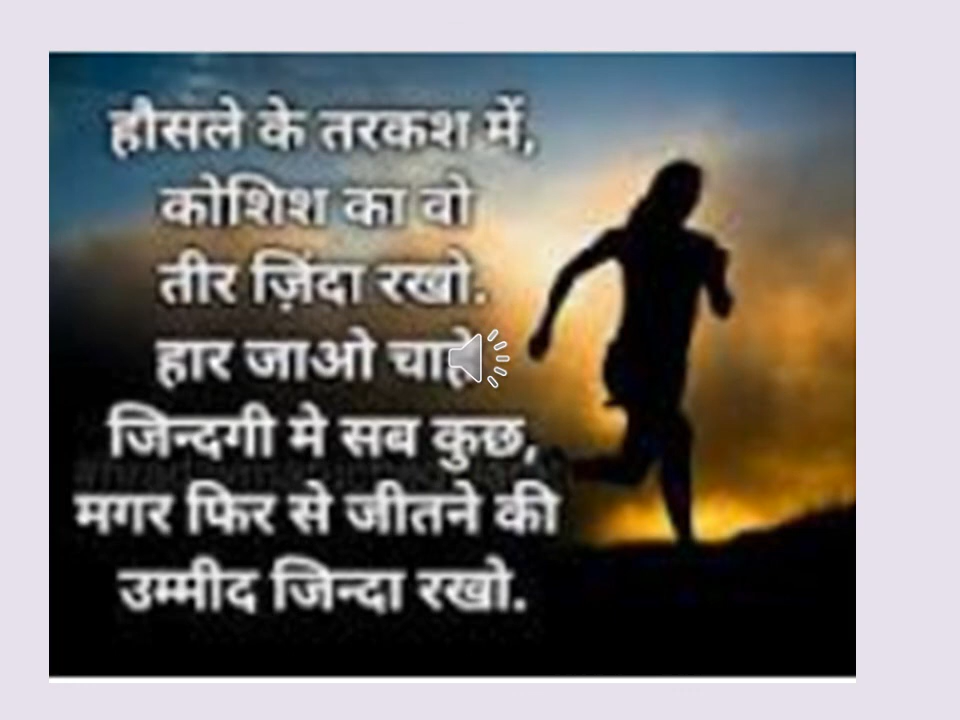 हौसले के तरकश में,
कोशिश का वो
तीर ज़िंदा रखो.
हार जाओ चाहे
जिन्दगी मे सब कुछ,
मगर फिर से जीतने की
उम्मीद जिन्दा रखो.